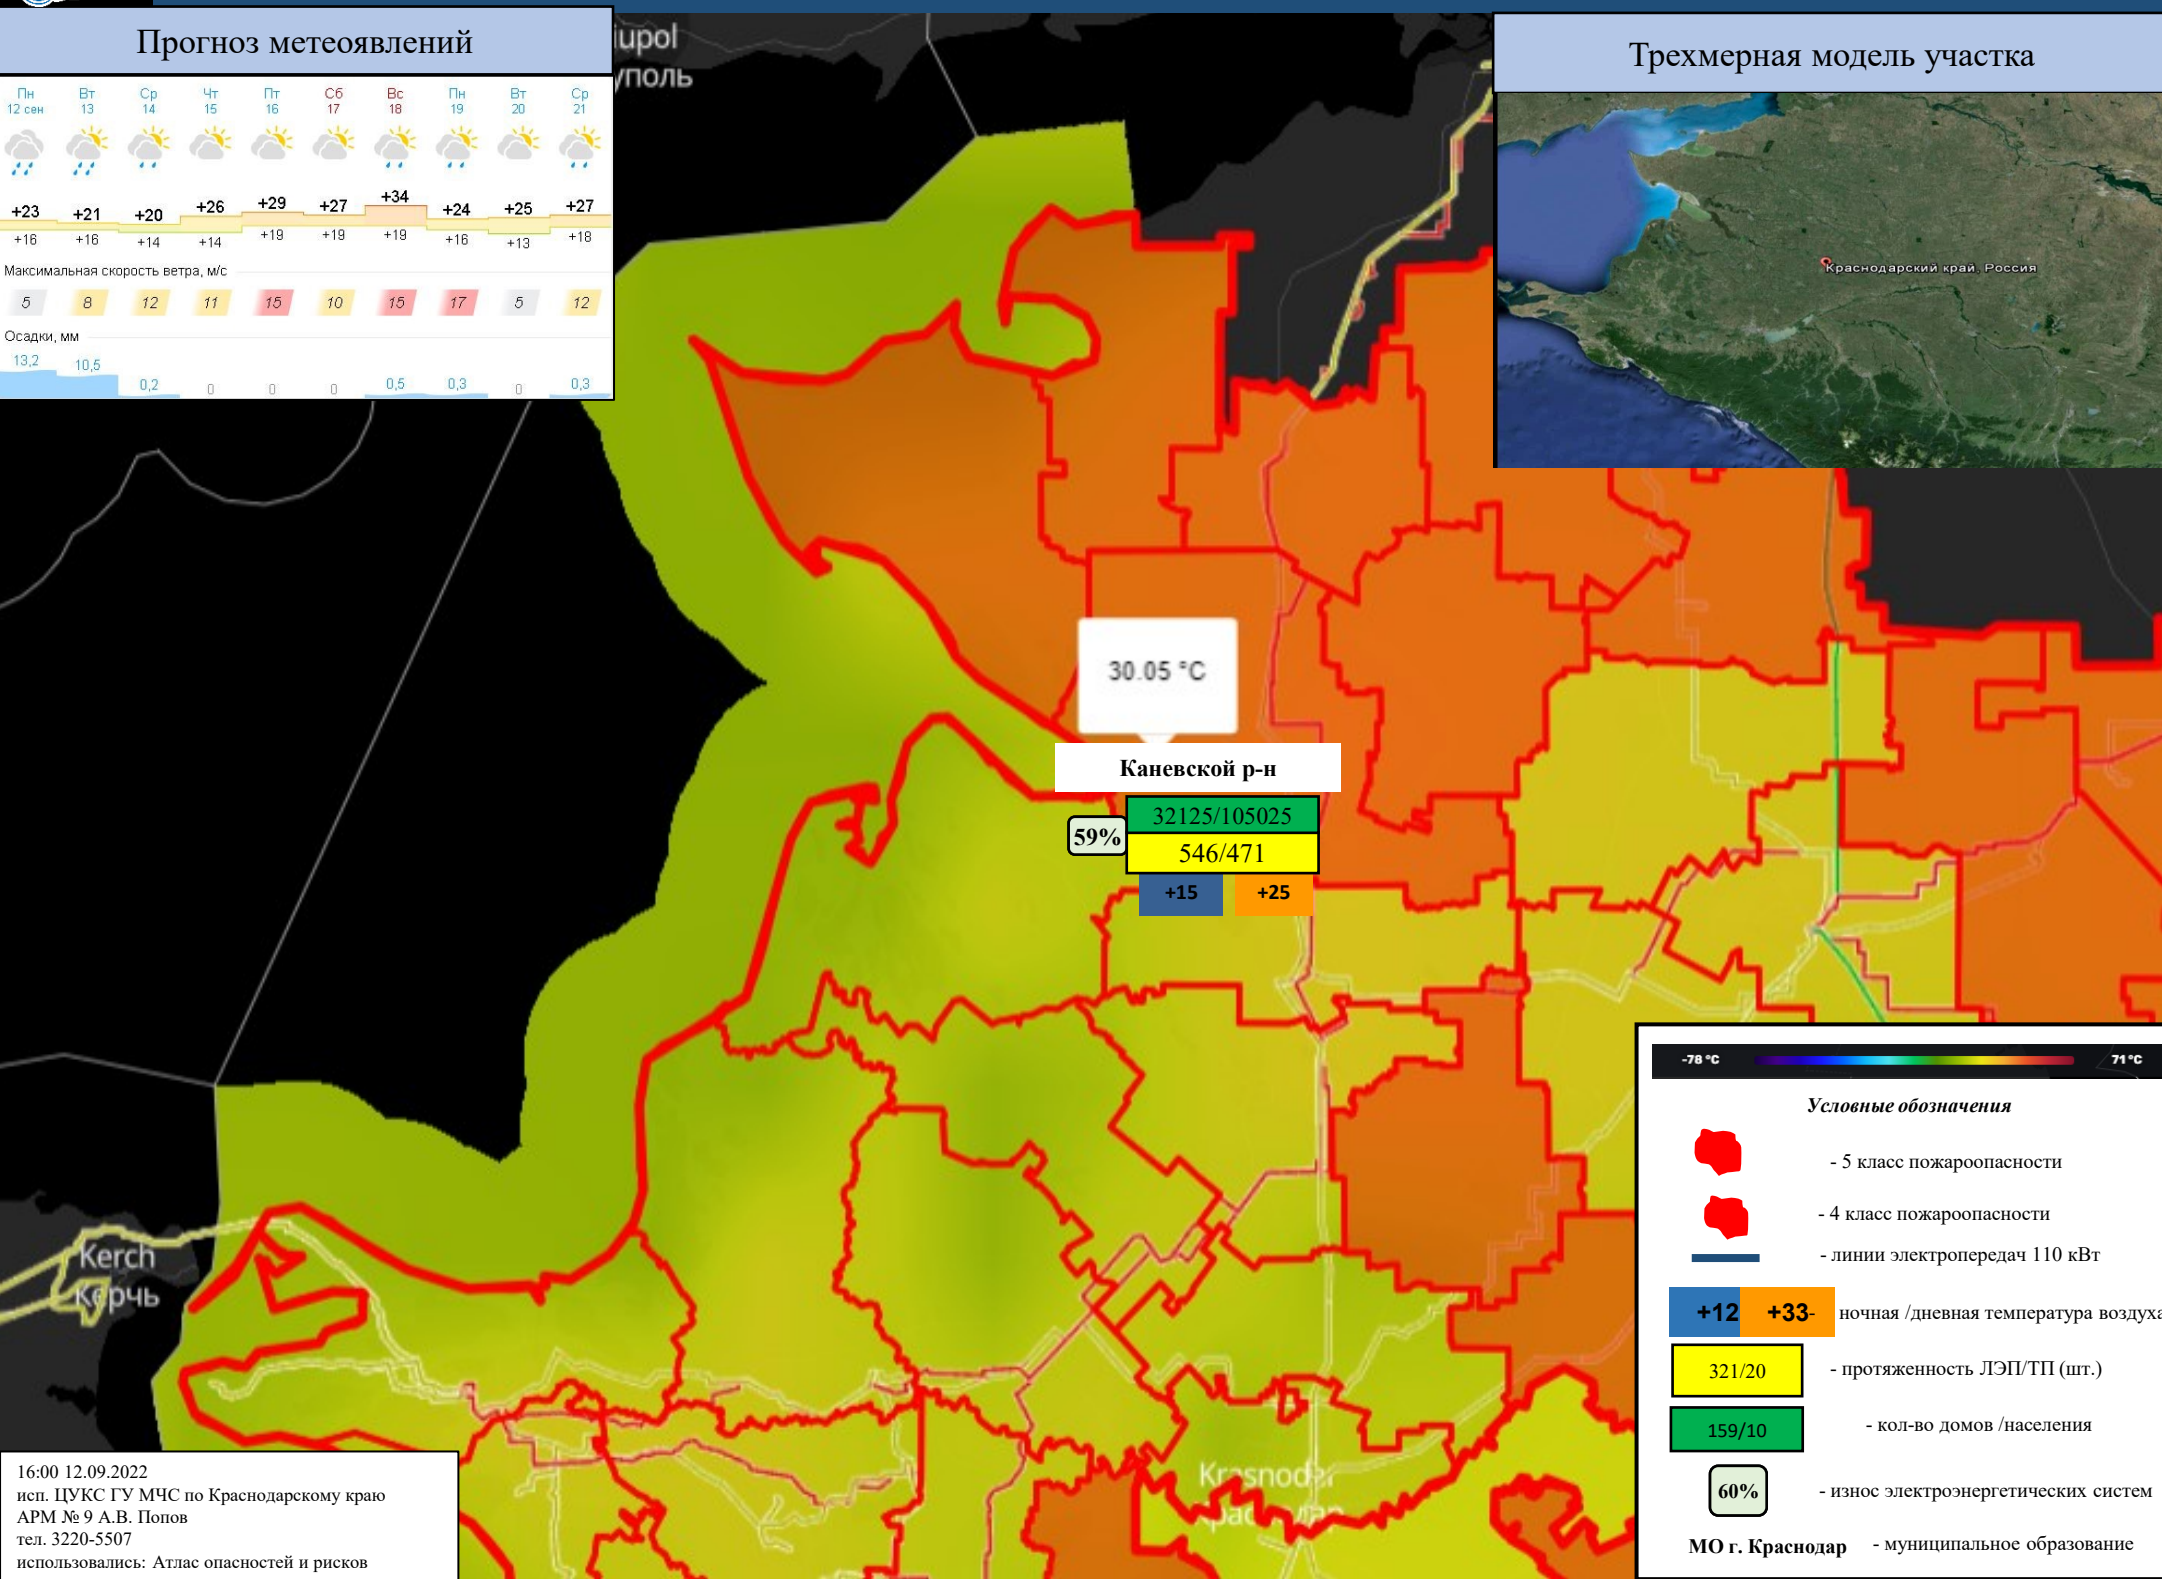 Прогноз метеоявлений
Пн Вт Ср Чт Пт Сб Вс Пн Вт Ср
12 сен 13 14 15 16 17 18 19 20 21
+23 +21 +20 +26 +29 +27 +34 +24 +25 +27
+16 +16 +14 +14 +19 +19 +19 +16 +13 +18
Максимальная скорость ветра, м/с
5 8 12 11 15 10 15 17 5 12
Осадки, мм
13,2 10,5 0,2 0 0 0 0,5 0,3 0 0,3
iupol
уполь
Трехмерная модель участка
Краснодарский край, Россия
30.05 °C
Каневской р-н
59%
32125/105025
546/471
+15 +25
Kerch
Керчь
Krasnodar
-78 °C 71 °C
Условные обозначения
- 5 класс пожароопасности
- 4 класс пожароопасности
- линии электропередач 110 кВт
+12 +33- ночная /дневная температура воздуха
321/20 - протяженность ЛЭП/ТП (шт.)
159/10 - кол-во домов /населения
60% - износ электроэнергетических систем
МО г. Краснодар - муниципальное образование
16:00 12.09.2022
исп. ЦУКС ГУ МЧС по Краснодарскому краю
АРМ № 9 А.В. Попов
тел. 3220-5507
использовались: Атлас опасностей и рисков